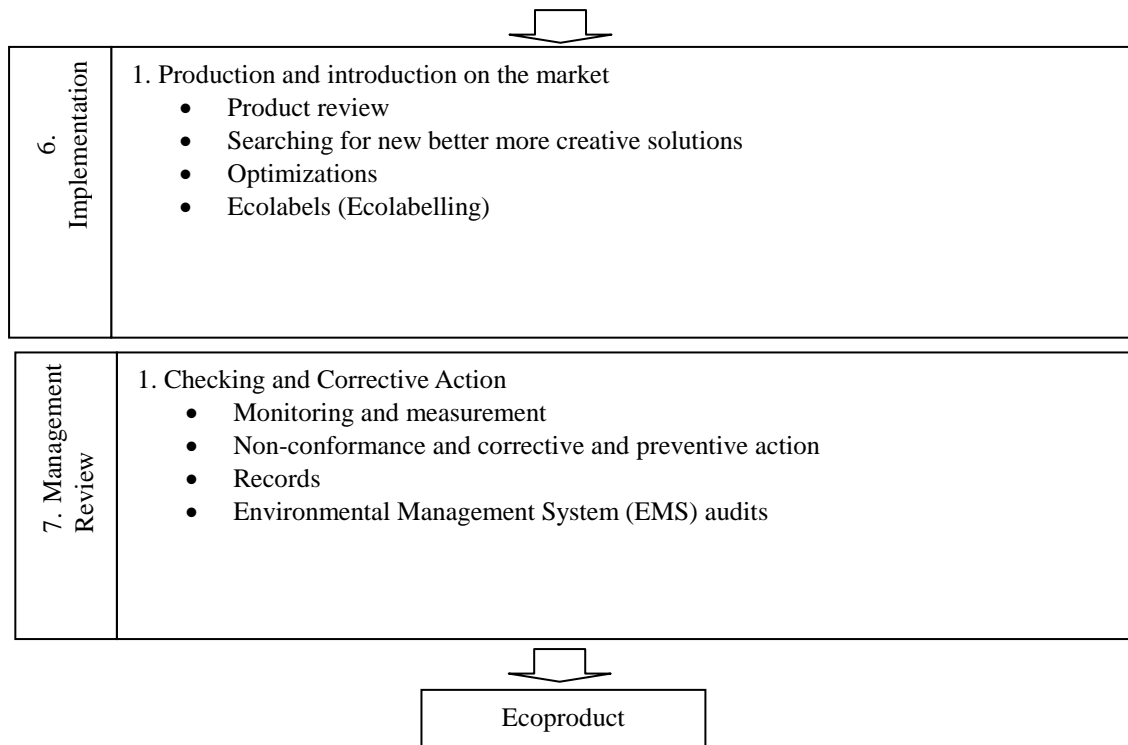 6.
Implementation
1. Production and introduction on the market
• Product review
• Searching for new better more creative solutions
• Optimizations
• Ecolabels (Ecolabelling)
7. Management
Review
1. Checking and Corrective Action
• Monitoring and measurement
• Non-conformance and corrective and preventive action
• Records
• Environmental Management System (EMS) audits
Ecoproduct